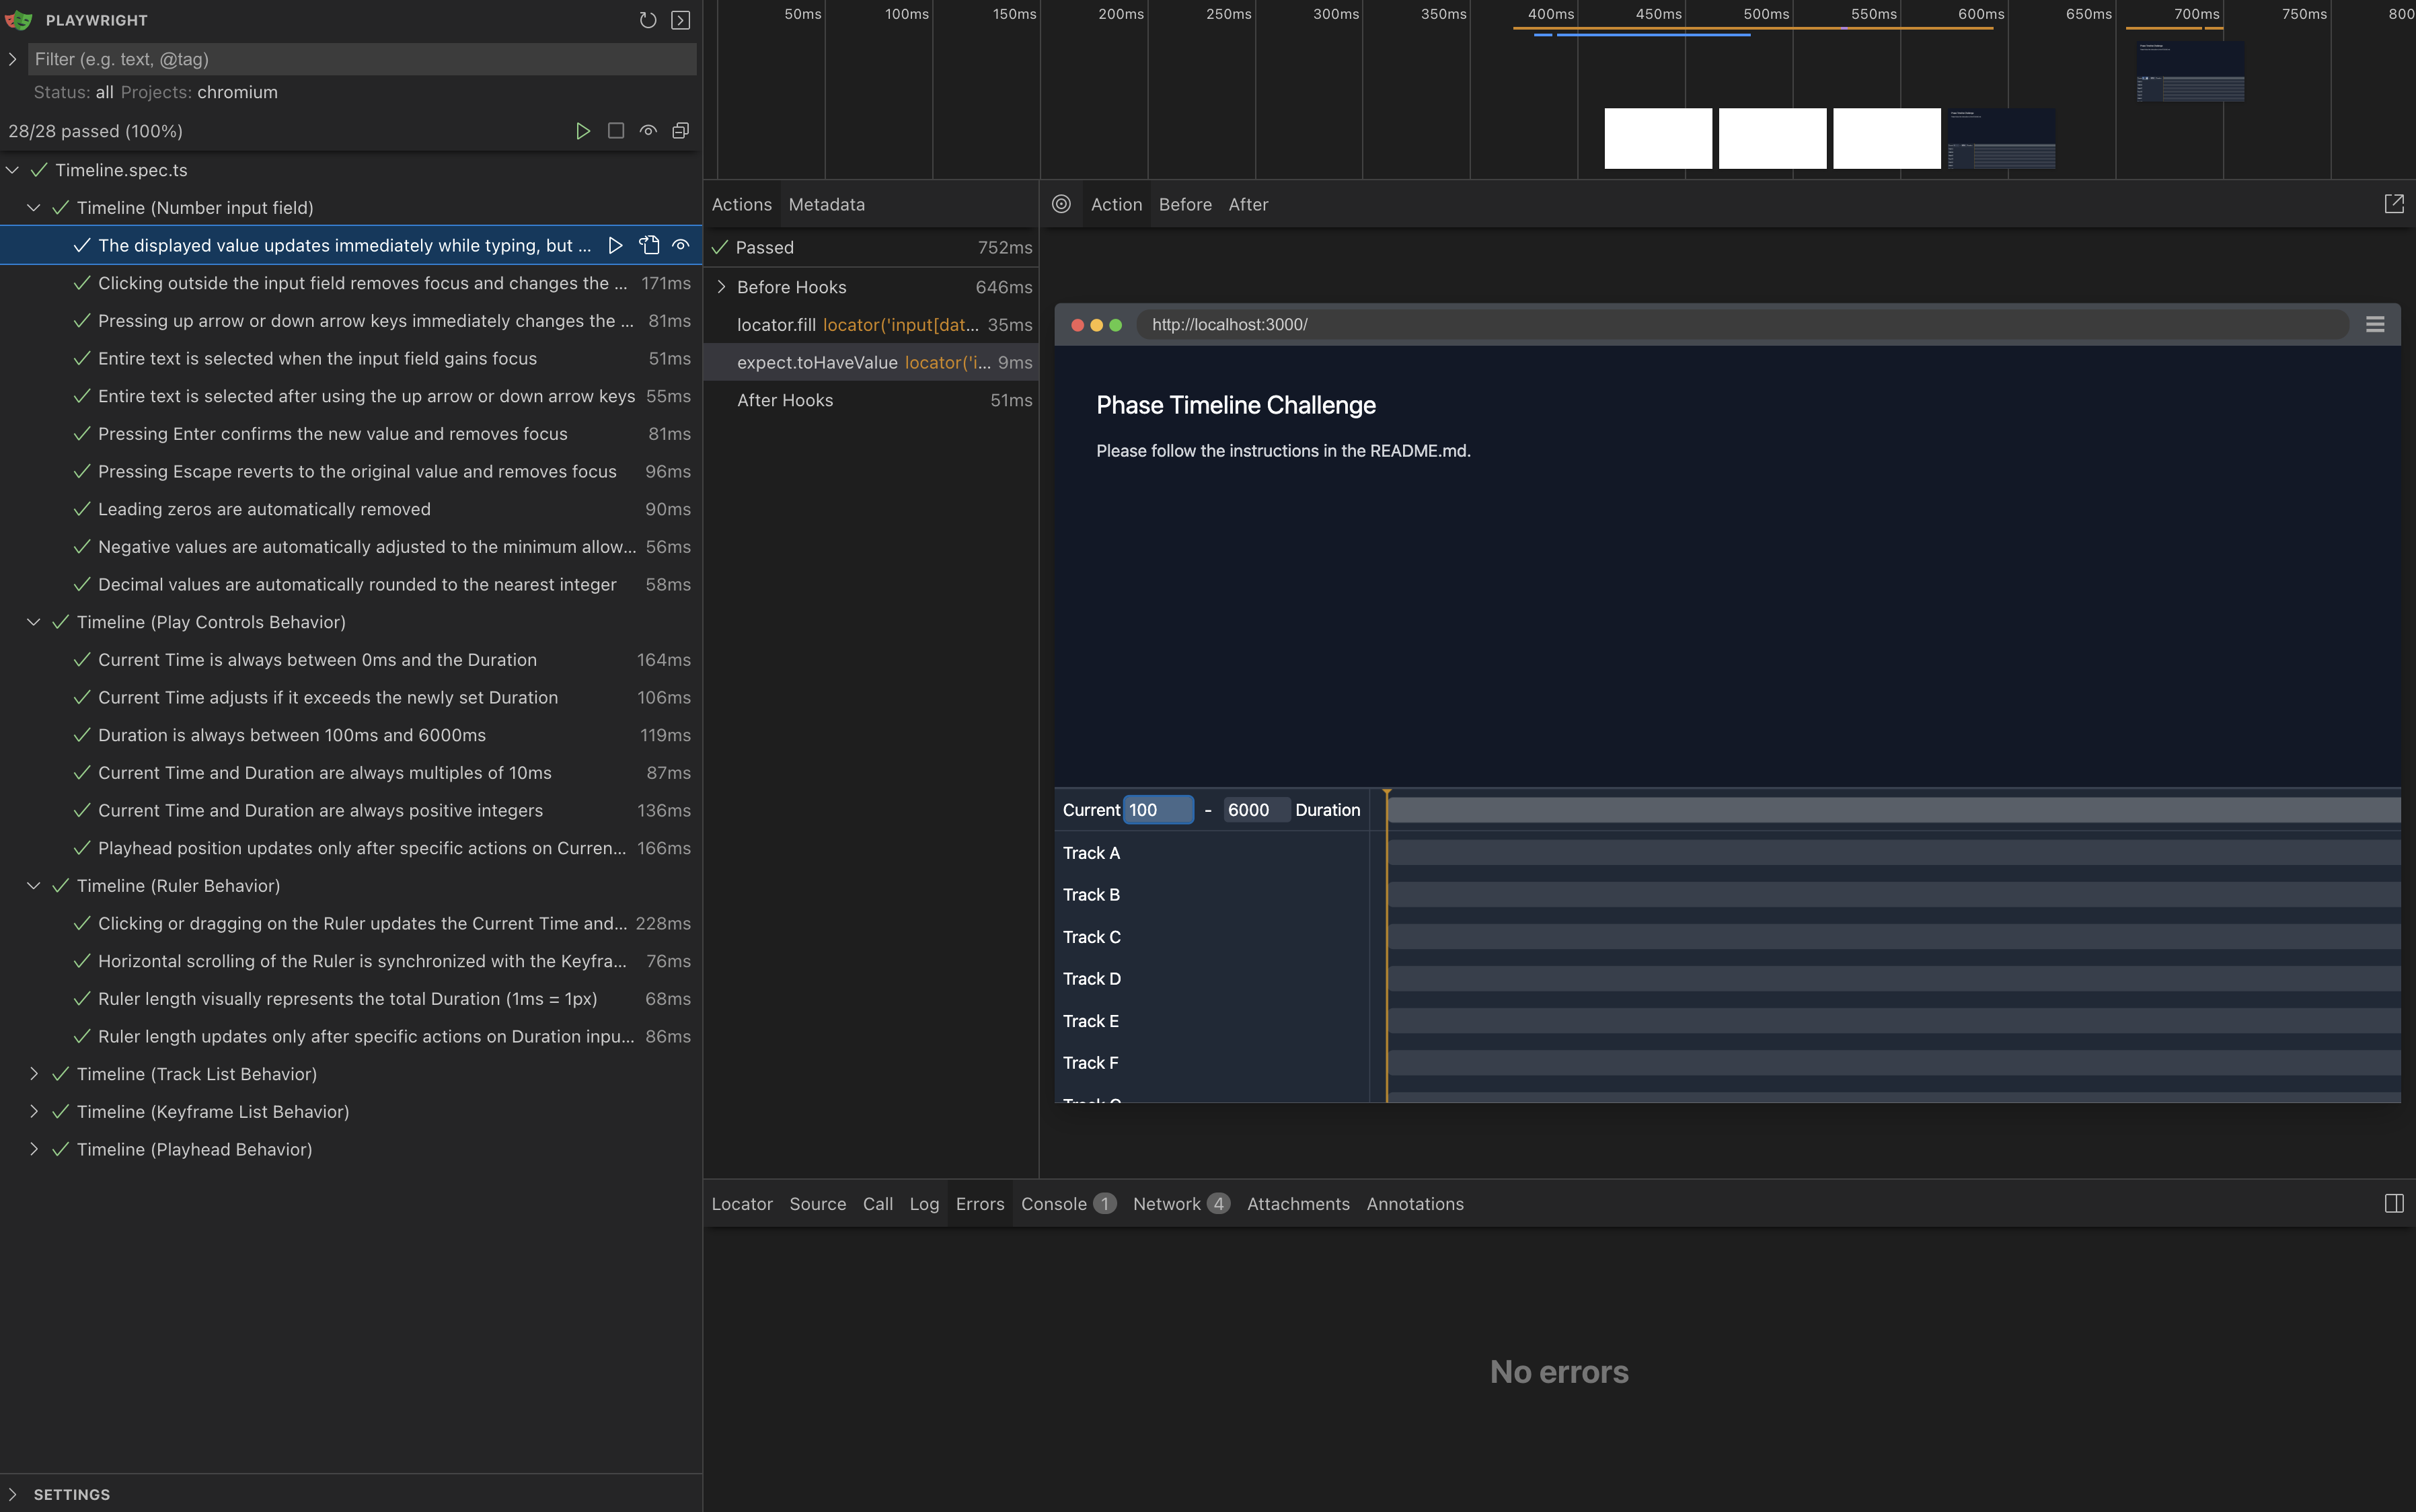 PLAYWRIGHT
Filter (e.g. text, @tag)
Status: all Projects: chromium
28/28 passed (100%)
Timeline.spec.ts
Timeline (Number input field)
The displayed value updates immediately while typing, but ...
Clicking outside the input field removes focus and changes the ... 171ms
Pressing up arrow or down arrow keys immediately changes the ... 81ms
Entire text is selected when the input field gains focus 51ms
Entire text is selected after using the up arrow or down arrow keys 55ms
Pressing Enter confirms the new value and removes focus 81ms
Pressing Escape reverts to the original value and removes focus 96ms
Leading zeros are automatically removed 90ms
Negative values are automatically adjusted to the minimum allow... 56ms
Decimal values are automatically rounded to the nearest integer 58ms
Timeline (Play Controls Behavior)
Current Time is always between 0ms and the Duration 164ms
Current Time adjusts if it exceeds the newly set Duration 106ms
Duration is always between 100ms and 6000ms 119ms
Current Time and Duration are always multiples of 10ms 87ms
Current Time and Duration are always positive integers 136ms
Playhead position updates only after specific actions on Curren... 166ms
Timeline (Ruler Behavior)
Clicking or dragging on the Ruler updates the Current Time and... 228ms
Horizontal scrolling of the Ruler is synchronized with the Keyfra... 76ms
Ruler length visually represents the total Duration (1ms = 1px) 68ms
Ruler length updates only after specific actions on Duration inpu... 86ms
Timeline (Track List Behavior)
Timeline (Keyframe List Behavior)
Timeline (Playhead Behavior)
SETTINGS
50ms 100ms 150ms 200ms 250ms 300ms 350ms 400ms 450ms 500ms 550ms 600ms 650ms 700ms 750ms 800
Actions Metadata
Passed 752ms
Before Hooks 646ms
locator.fill locator('input[dat... 35ms
expect.toHaveValue locator('i... 9ms
After Hooks 51ms
Action Before After
http://localhost:3000/
Phase Timeline Challenge
Please follow the instructions in the README.md.
Current 100 - 6000 Duration
Track A
Track B
Track C
Track D
Track E
Track F
Locator Source Call Log Errors Console 1 Network 4 Attachments Annotations
No errors